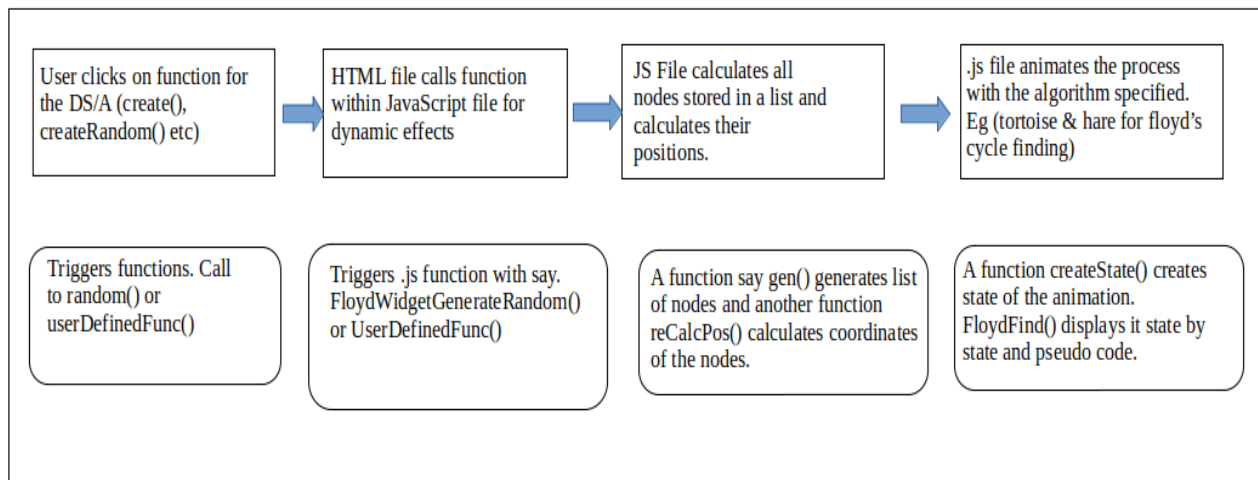 User clicks on function for
the DS/A (create(),
createRandom() etc)
HTML file calls function
within JavaScript file for
dynamic effects
JS File calculates all
nodes stored in a list and
calculates their
positions.
.js file animates the process
with the algorithm specified.
Eg (tortoise & hare for floyd's
cycle finding)
Triggers functions. Call
to random() or
userDefinedFunc()
Triggers .js function with say.
FloydWidgetGenerateRandom()
or UserDefinedFunc()
A function say gen() generates list
of nodes and another function
reCalcPos() calculates coordinates
of the nodes.
A function createState() creates
state of the animation.
FloydFind() displays it state by
state and pseudo code.